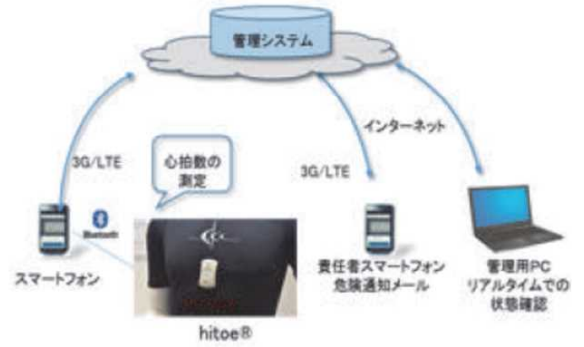 管理システム
インターネット
3G/LTE
心拍数の
測定
3G/LTE
Bluetooth
スマートフォン
責任者スマートフォン
危険通知メール
管理用PC
リアルタイムでの
状態確認
hitoe®